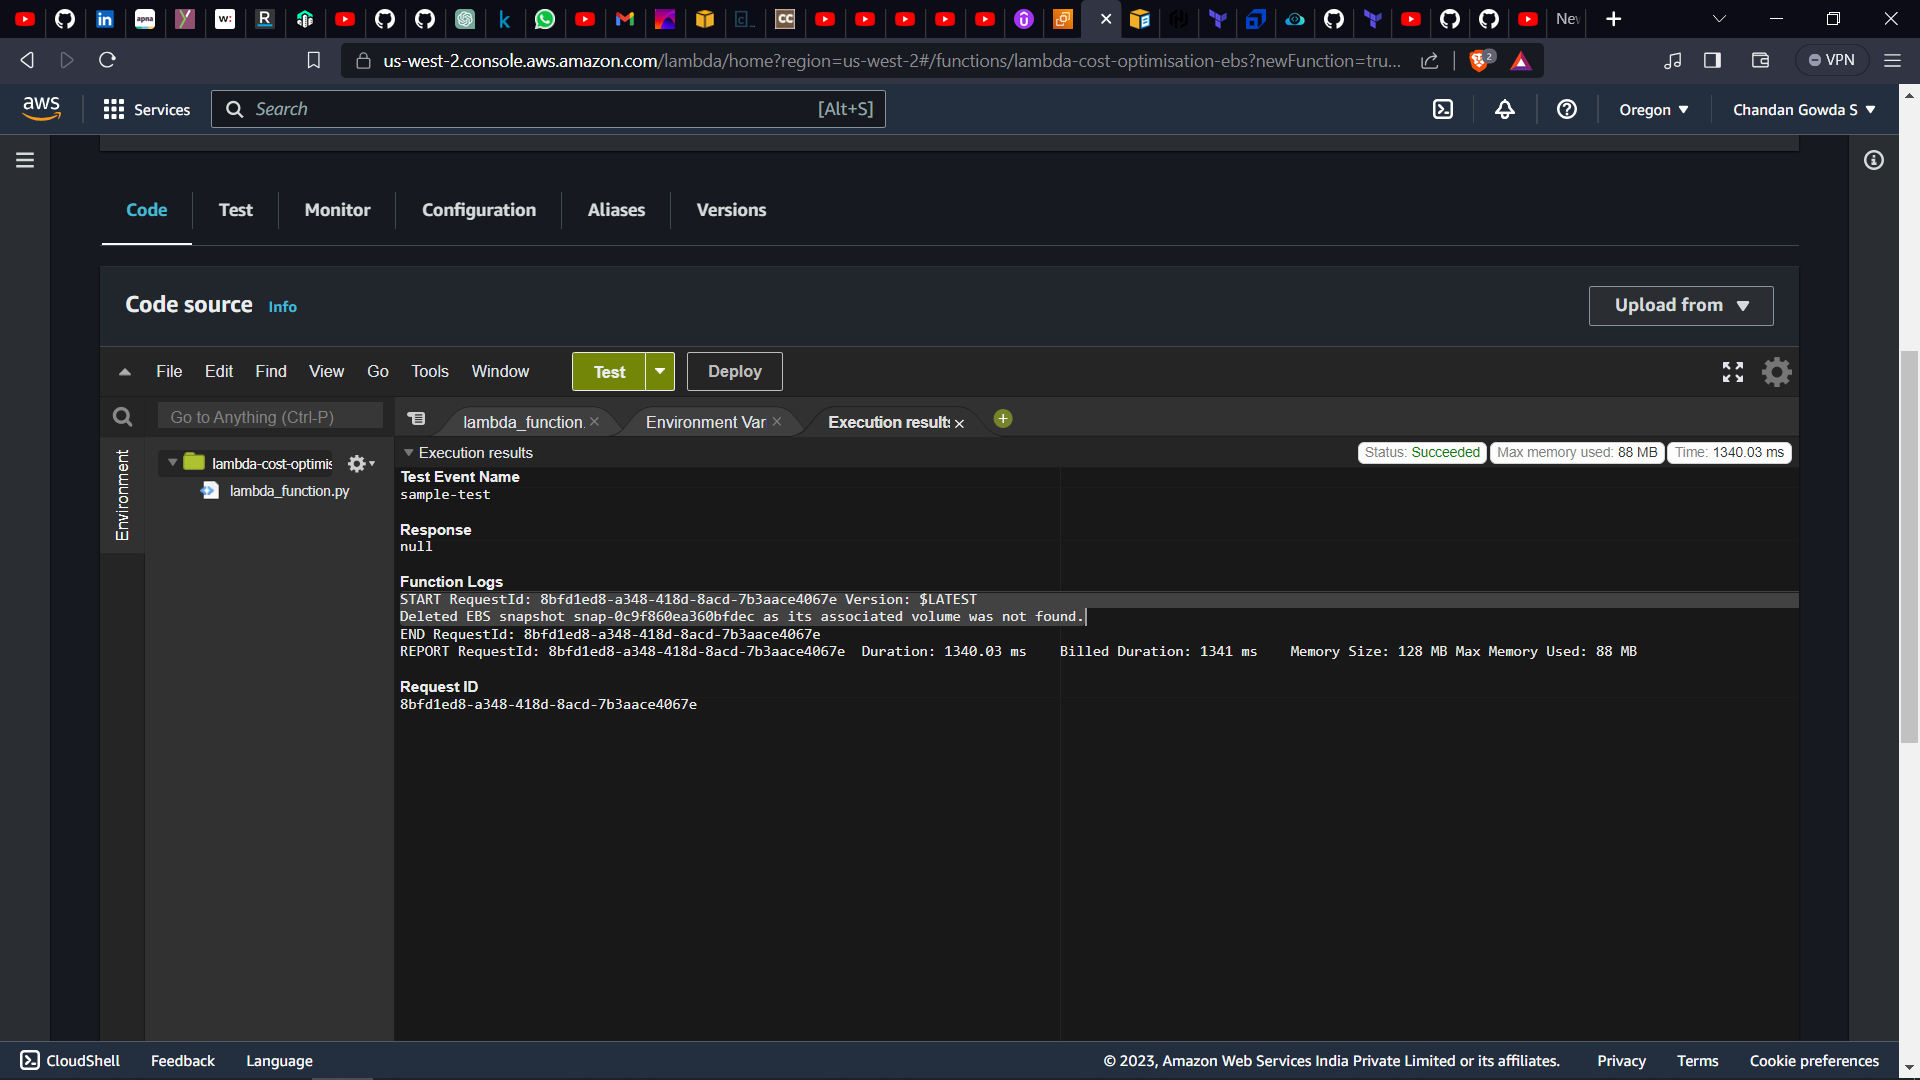 apna
w:
R
k
CC
New
us-west-2.console.aws.amazon.com/lambda/home?region=us-west-2#/functions/lambda-cost-optimisation-ebs?newFunction=tru...
2
VPN
aws
Services
Search
[Alt+S]
Oregon
Chandan Gowda S
Code
Test
Monitor
Configuration
Aliases
Versions
Code source Info
Upload from
File Edit Find View Go Tools Window
Test
Deploy
Go to Anything (Ctrl-P)
lambda_function.
Environment Var
Execution results
Environment
lambda-cost-optimis
lambda_function.py
Execution results
Status: Succeeded
Max memory used: 88 MB
Time: 1340.03 ms
Test Event Name
sample-test
Response
null
Function Logs
START RequestId: 8bfd1ed8-a348-418d-8acd-7b3aace4067e Version: $LATEST
Deleted EBS snapshot snap-0c9f860ea360bfdec as its associated volume was not found.
END RequestId: 8bfd1ed8-a348-418d-8acd-7b3aace4067e
REPORT RequestId: 8bfd1ed8-a348-418d-8acd-7b3aace4067e Duration: 1340.03 ms Billed Duration: 1341 ms Memory Size: 128 MB Max Memory Used: 88 MB
Request ID
8bfd1ed8-a348-418d-8acd-7b3aace4067e
CloudShell
Feedback
Language
© 2023, Amazon Web Services India Private Limited or its affiliates.
Privacy
Terms
Cookie preferences